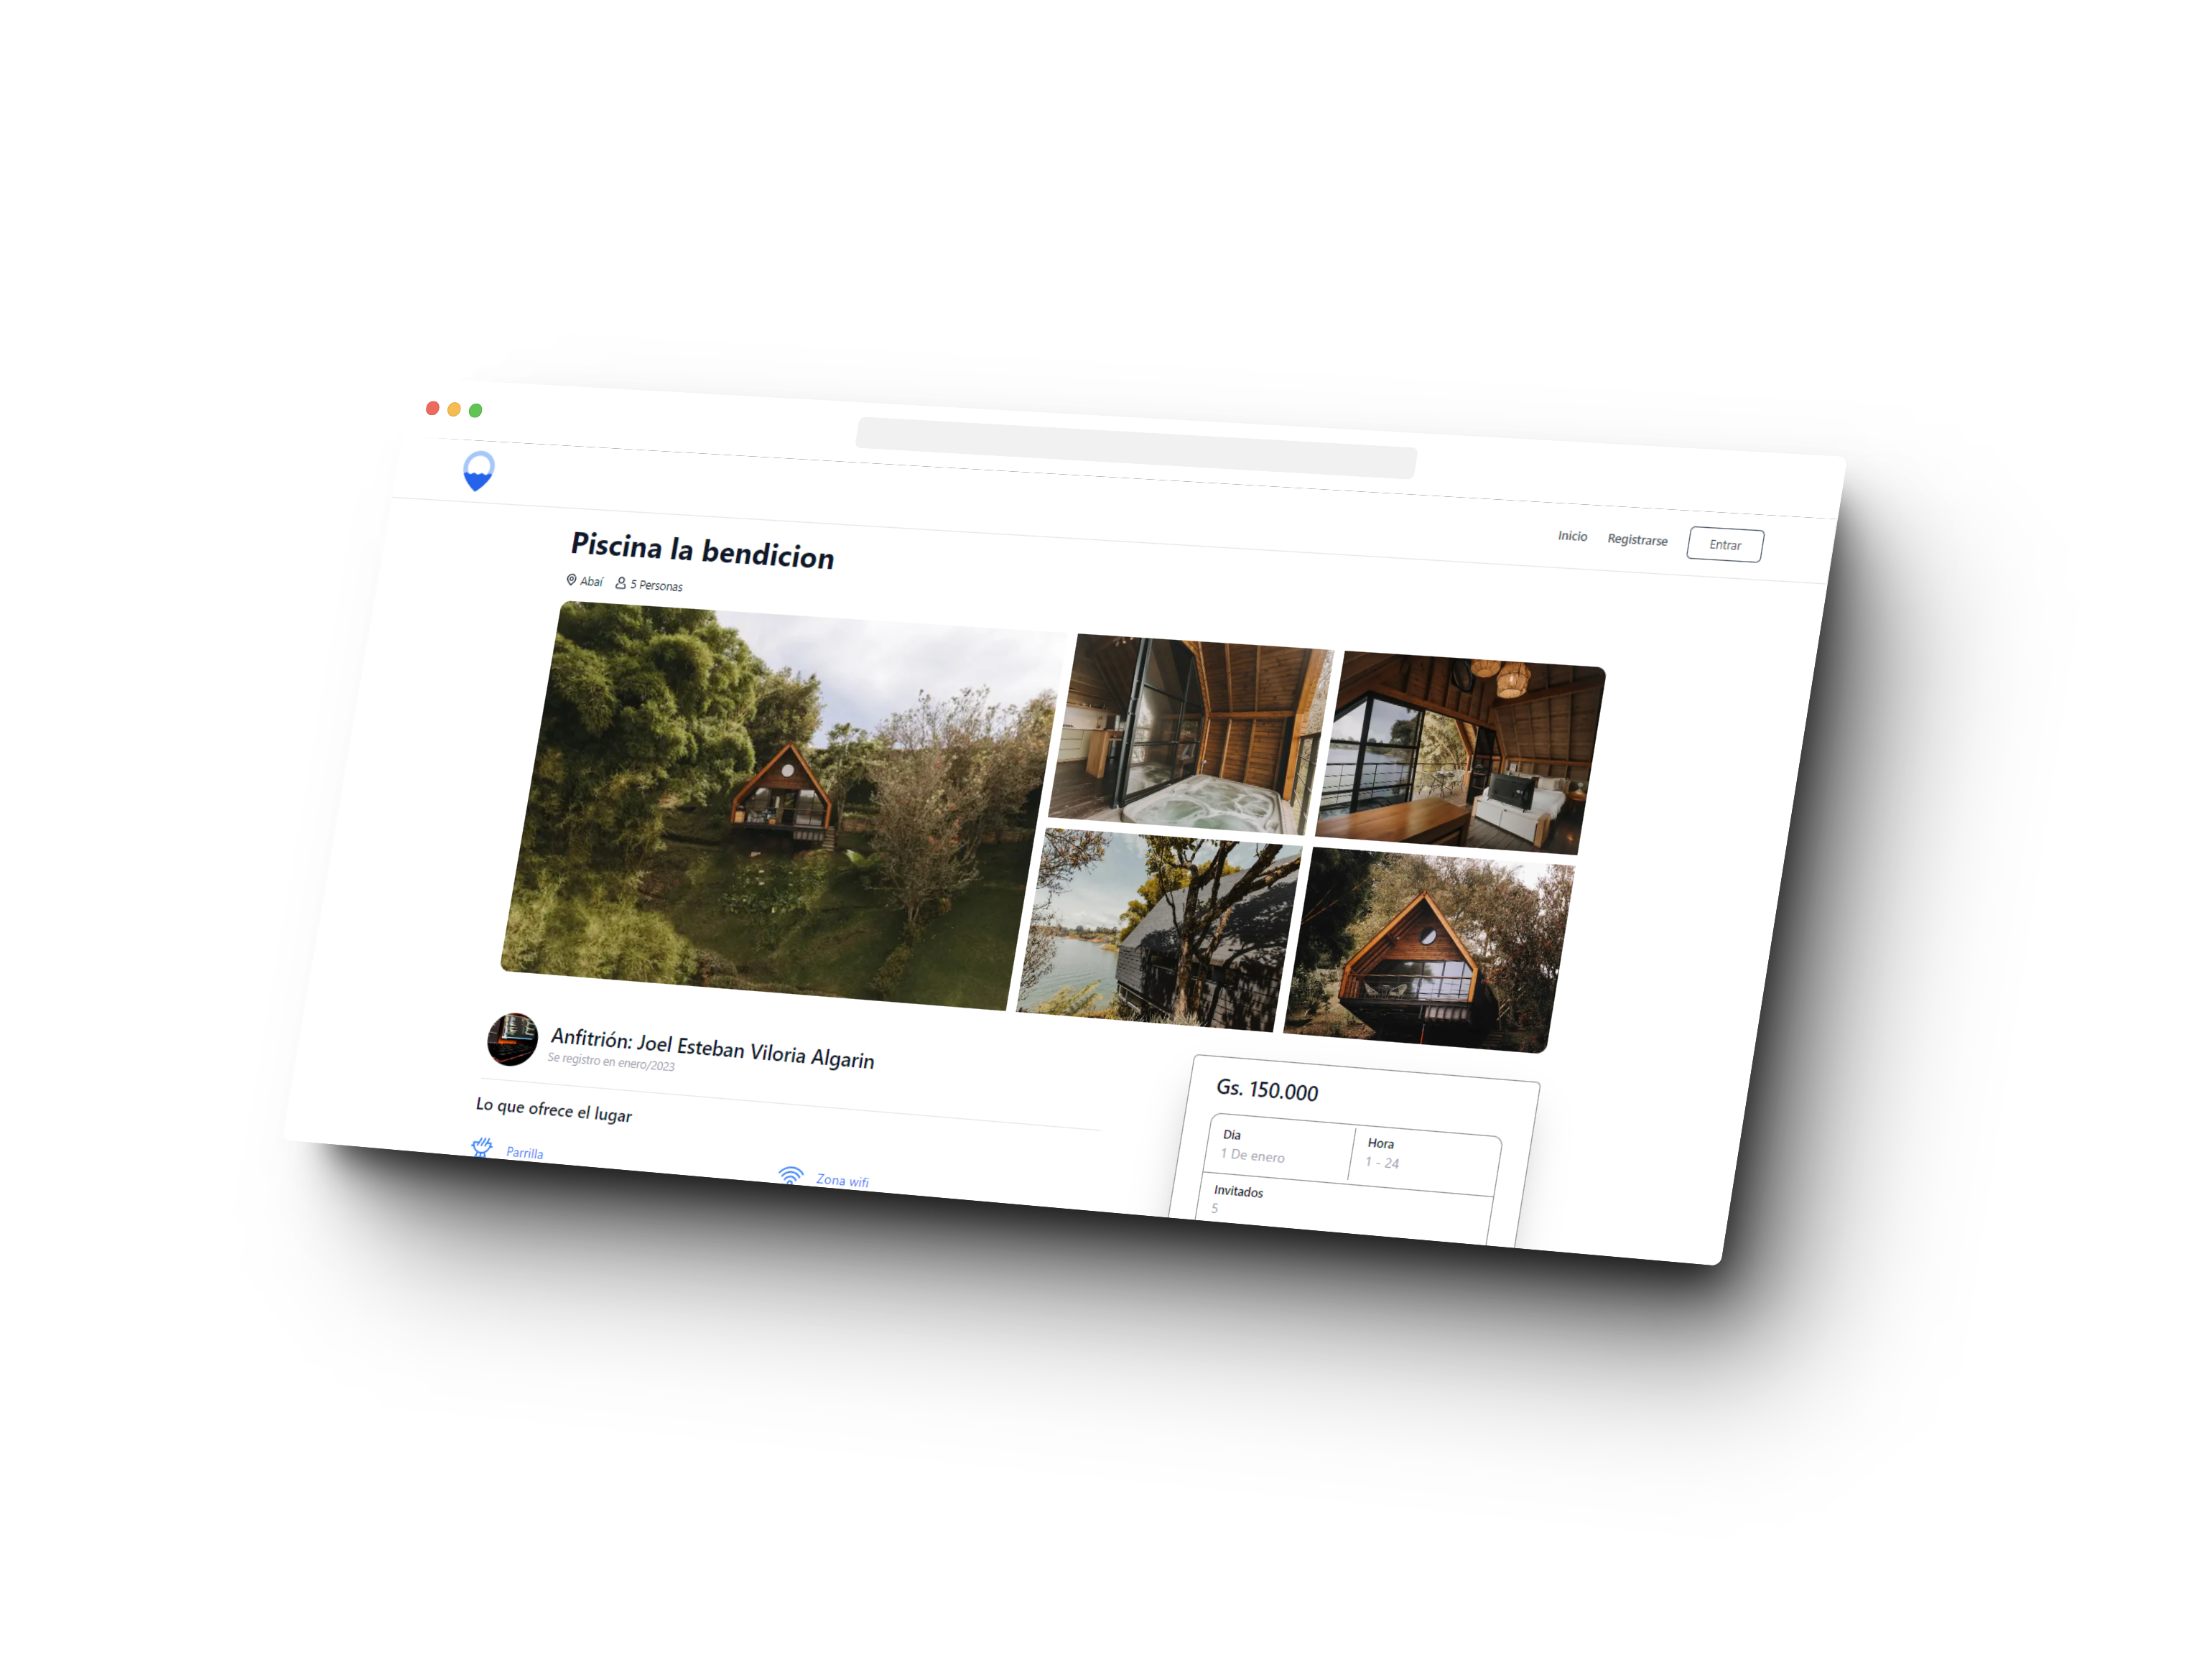 Inicio Registrarse Entrar
Piscina la bendicion
Abaí 5 Personas
Anfitrión: Joel Esteban Viloria Algarin
Se registro en enero/2023
Lo que ofrece el lugar
Parrilla Zona wifi
Gs. 150.000
Dia Hora
1 De enero 1 - 24
Invitados
5